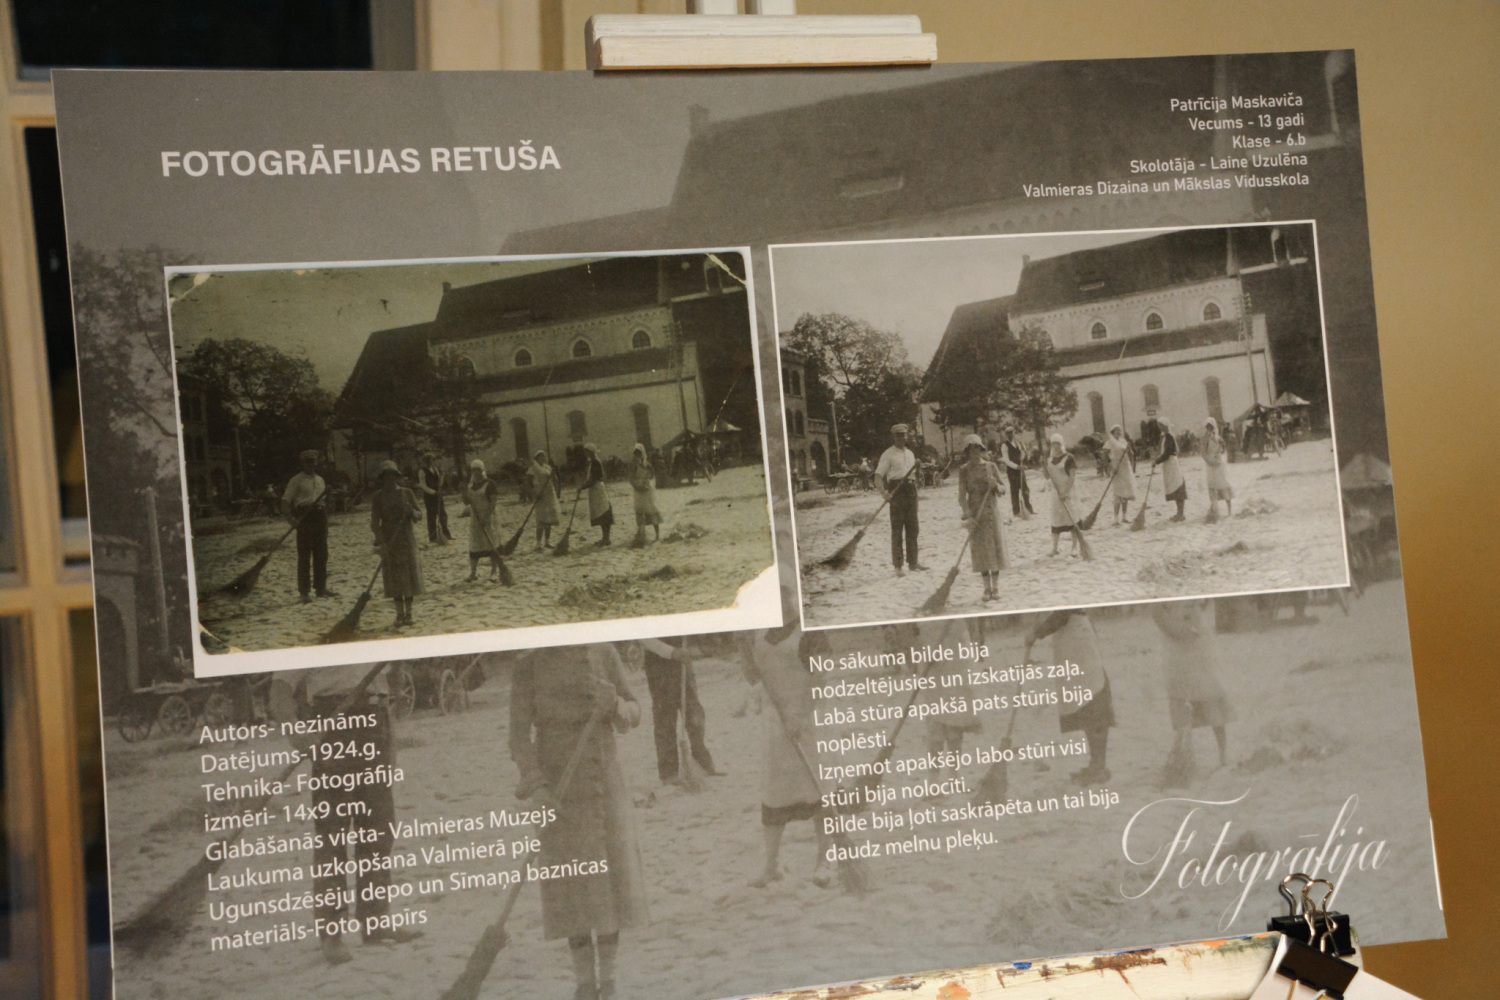 FOTOGRĀFIJAS RETUŠA
Patrīcija Maskaviča
Vecums - 13 gadi
Klase - 6.b
Skolotāja - Laine Uzulēna
Valmieras Dizaina un Mākslas Vidusskola
Autors- nezināms
Datējums-1924.g.
Tehnika- Fotogrāfija
izmēri- 14x9 cm,
Glabāšanās vieta- Valmieras Muzejs
Laukuma uzkopšana Valmierā pie
Ugunsdzēsēju depo un Sīmaņa baznīcas
materiāls-Foto papīrs
No sākuma bilde bija
nodzeltējusies un izskatījās zaļa.
Labā stūra apakšā pats stūris bija
noplēsti.
Izņemot apakšējo labo stūri visi
stūri bija nolocīti.
Bilde bija ļoti saskrāpēta un tai bija
daudz melnu pleķu.
Fotogrāfija